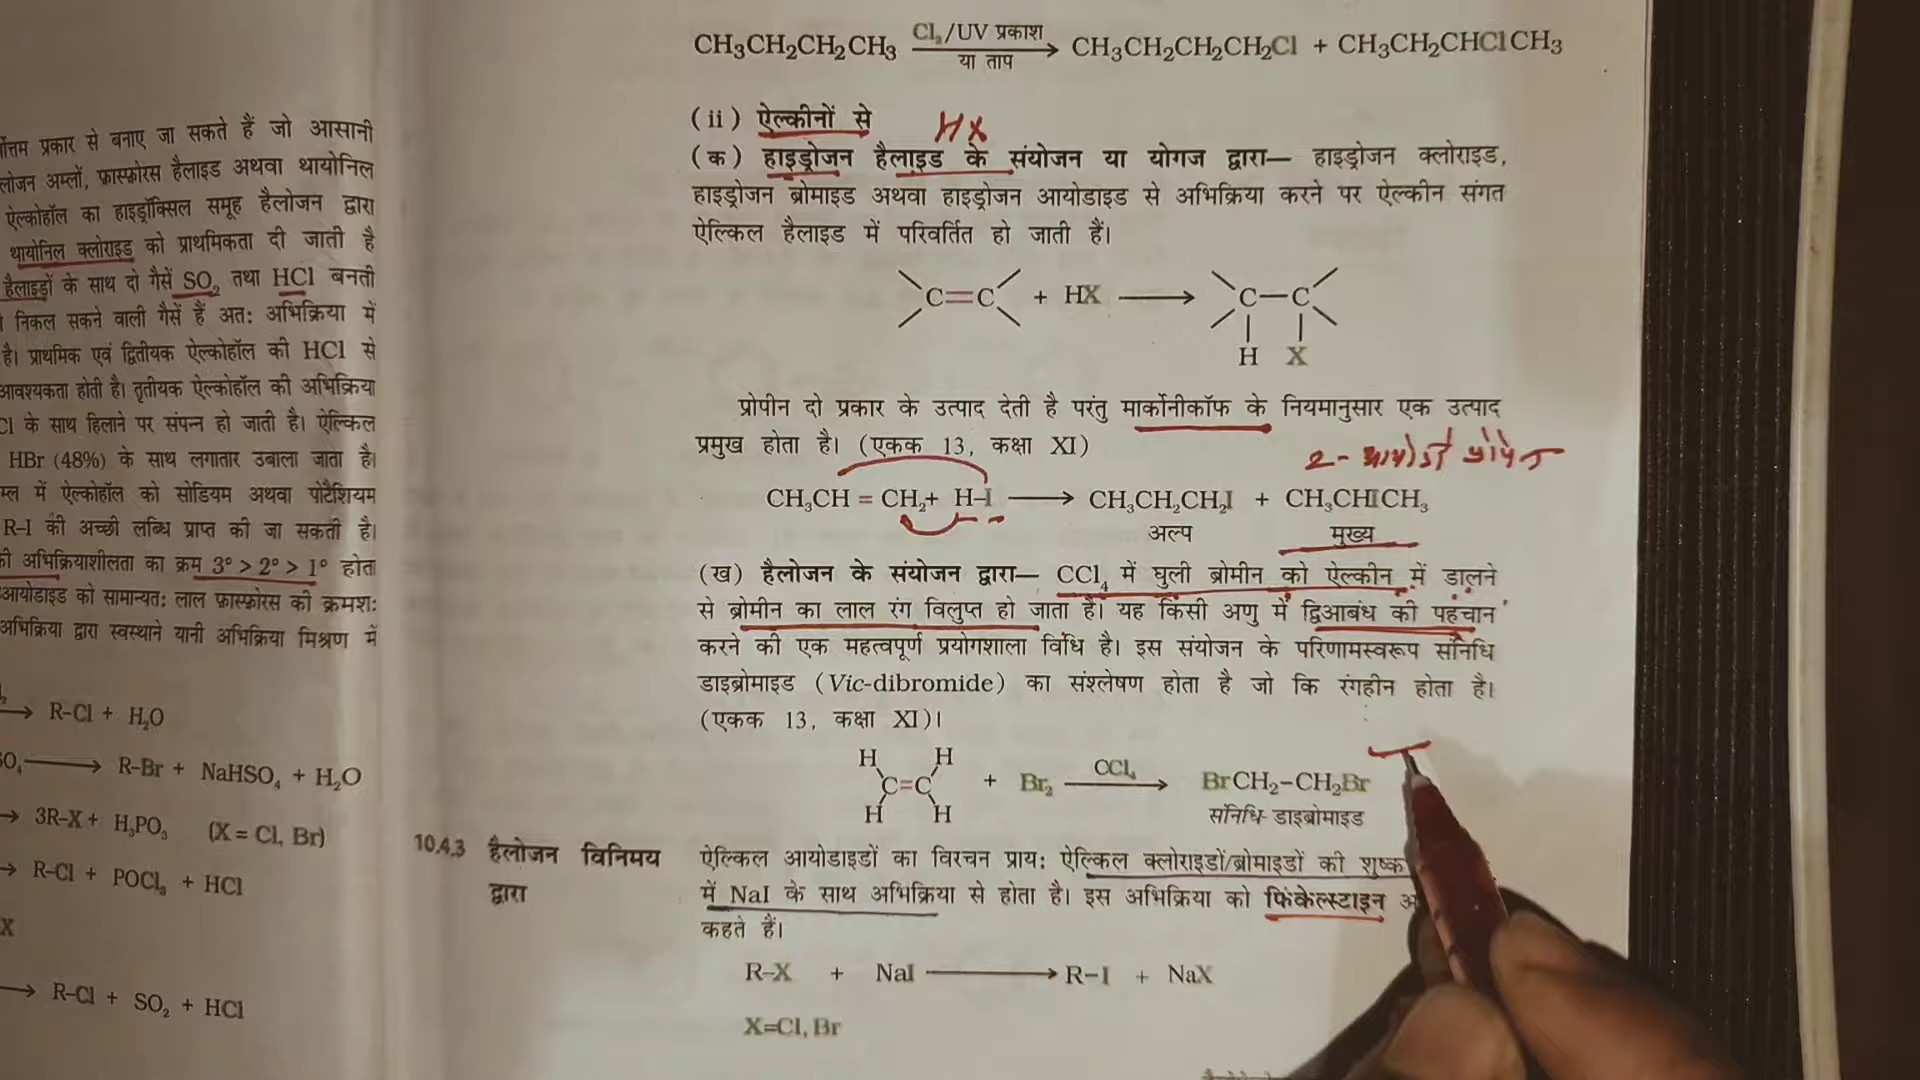 र्वोत्तम प्रकार से बनाए जा सकते हैं जो आसानी
लोजन अम्लों, फ़ास्फ़ोरस हैलाइड अथवा थायोनिल
ऐल्कोहॉल का हाइड्रॉक्सिल समूह हैलोजन द्वारा
थायोनिल क्लोराइड को प्राथमिकता दी जाती है
हैलाइडों के साथ दो गैसें SO₂ तथा HCl बनती
निकल सकने वाली गैसें हैं अतः अभिक्रिया में
है। प्राथमिक एवं द्वितीयक ऐल्कोहॉल की HCl से
आवश्यकता होती है। तृतीयक ऐल्कोहॉल की अभिक्रिया
Cl के साथ हिलाने पर संपन्न हो जाती है। ऐल्किल
HBr (48%) के साथ लगातार उबाला जाता है।
म्ल में ऐल्कोहॉल को सोडियम अथवा पोटैशियम
R–I की अच्छी लब्धि प्राप्त की जा सकती है।
की अभिक्रियाशीलता का क्रम 3° > 2° > 1° होता
आयोडाइड को सामान्यतः लाल फ़ास्फ़ोरस की क्रमशः
अभिक्रिया द्वारा स्वस्थाने यानी अभिक्रिया मिश्रण में
⟶ R–Cl + H₂O
SO₄ ⟶ R–Br + NaHSO₄ + H₂O
→ 3R–X + H₃PO₃ (X = Cl, Br)
→ R–Cl + POCl₃ + HCl
X
⟶ R–Cl + SO₂ + HCl
CH₃CH₂CH₂CH₃ ⟶ CH₃CH₂CH₂CH₂Cl + CH₃CH₂CHClCH₃
Cl₂/UV प्रकाश
या ताप
(ii) ऐल्कीनों से
HX
(क) हाइड्रोजन हैलाइड के संयोजन या योगज द्वारा— हाइड्रोजन क्लोराइड,
हाइड्रोजन ब्रोमाइड अथवा हाइड्रोजन आयोडाइड से अभिक्रिया करने पर ऐल्कीन संगत
ऐल्किल हैलाइड में परिवर्तित हो जाती हैं।
C=C + HX ⟶ C–C
H X
प्रोपीन दो प्रकार के उत्पाद देती है परंतु मार्कोनीकॉफ के नियमानुसार एक उत्पाद
प्रमुख होता है। (एकक 13, कक्षा XI)
2-आयोडो प्रोपेन
CH₃CH = CH₂+ H–I ⟶ CH₃CH₂CH₂I + CH₃CHICH₃
अल्प मुख्य
(ख) हैलोजन के संयोजन द्वारा— CCl₄ में घुली ब्रोमीन को ऐल्कीन में डालने
से ब्रोमीन का लाल रंग विलुप्त हो जाता है। यह किसी अणु में द्विआबंध की पहचान
करने की एक महत्वपूर्ण प्रयोगशाला विधि है। इस संयोजन के परिणामस्वरूप संनिधि
डाइब्रोमाइड (Vic-dibromide) का संश्लेषण होता है जो कि रंगहीन होता है।
(एकक 13, कक्षा XI)।
H H
C=C + Br₂ ⟶ BrCH₂–CH₂Br
CCl₄
H H
संनिधि-डाइब्रोमाइड
10.4.3 हैलोजन विनिमय
द्वारा
ऐल्किल आयोडाइडों का विरचन प्रायः ऐल्किल क्लोराइडों/ब्रोमाइडों की शुष्क
में NaI के साथ अभिक्रिया से होता है। इस अभिक्रिया को फिंकेल्स्टाइन अ
कहते हैं।
R–X + NaI ⟶ R–I + NaX
X=Cl, Br